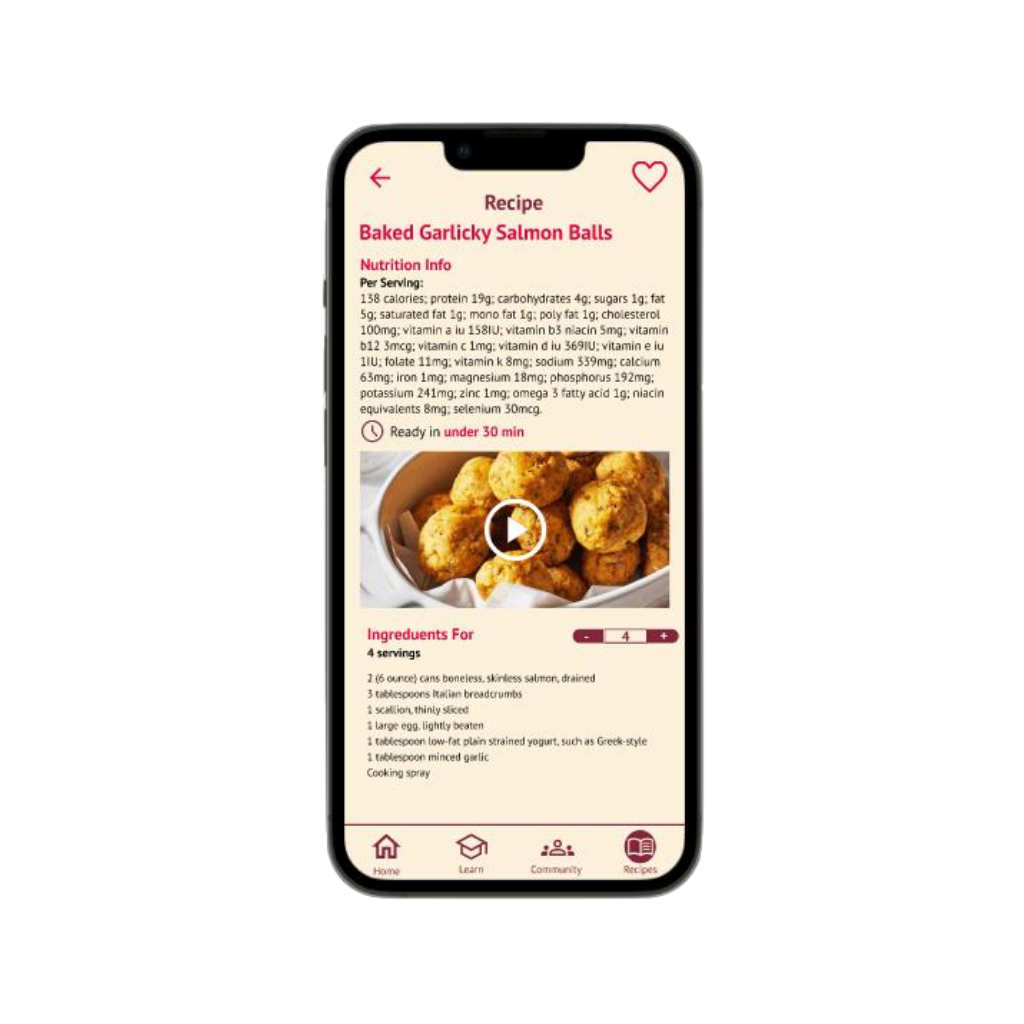 Recipe
Baked Garlicky Salmon Balls
Nutrition Info
Per Serving:
138 calories; protein 19g; carbohydrates 4g; sugars 1g; fat
5g; saturated fat 1g; mono fat 1g; poly fat 1g; cholesterol
100mg; vitamin a iu 158IU; vitamin b3 niacin 5mg; vitamin
b12 3mcg; vitamin c 1mg; vitamin d iu 369IU; vitamin e iu
1IU; folate 11mg; vitamin k 8mg; sodium 339mg; calcium
63mg; iron 1mg; magnesium 18mg; phosphorus 192mg;
potassium 241mg; zinc 1mg; omega 3 fatty acid 1g; niacin
equivalents 8mg; selenium 30mcg.
Ready in under 30 min
Ingreduents For
- 4 +
4 servings
2 (6 ounce) cans boneless, skinless salmon, drained
3 tablespoons Italian breadcrumbs
1 scallion, thinly sliced
1 large egg, lightly beaten
1 tablespoon low-fat plain strained yogurt, such as Greek-style
1 tablespoon minced garlic
Cooking spray
Home
Learn
Community
Recipes